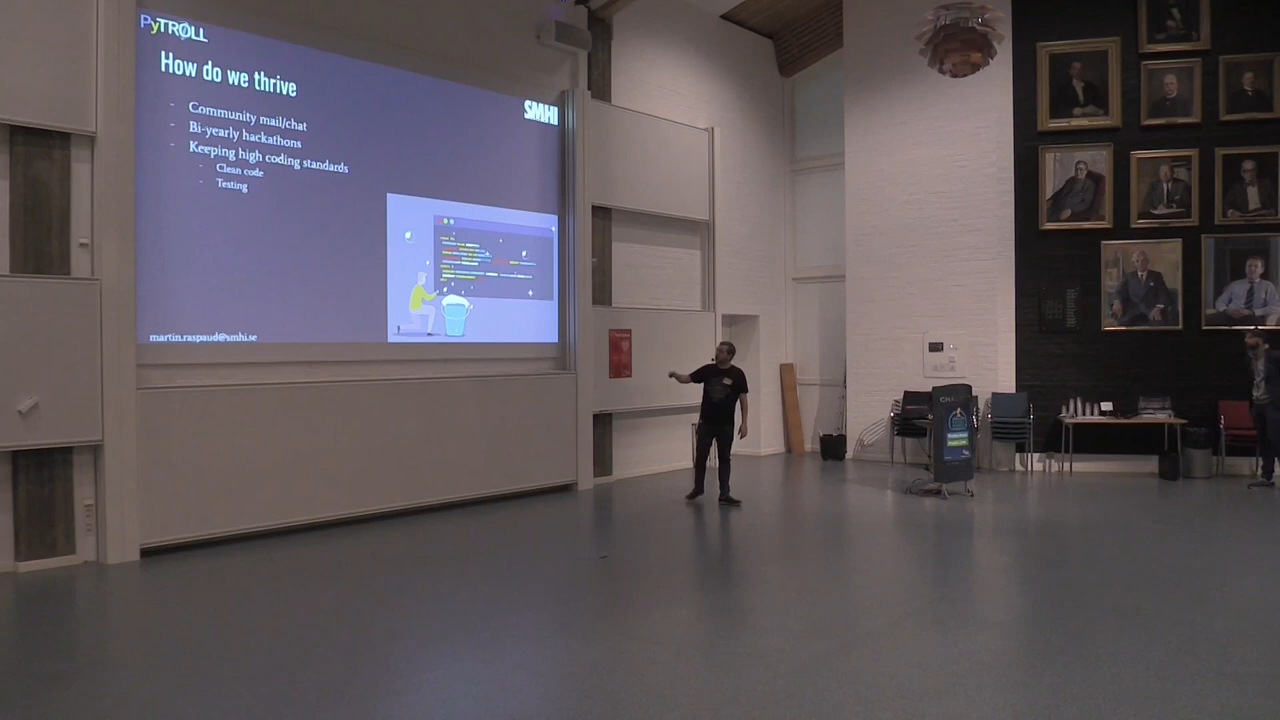 PyTRØLL
How do we thrive
SMHI
- Community mail/chat
- Bi-yearly hackathons
- Keeping high coding standards
- Clean code
- Testing
martin.raspaud@smhi.se